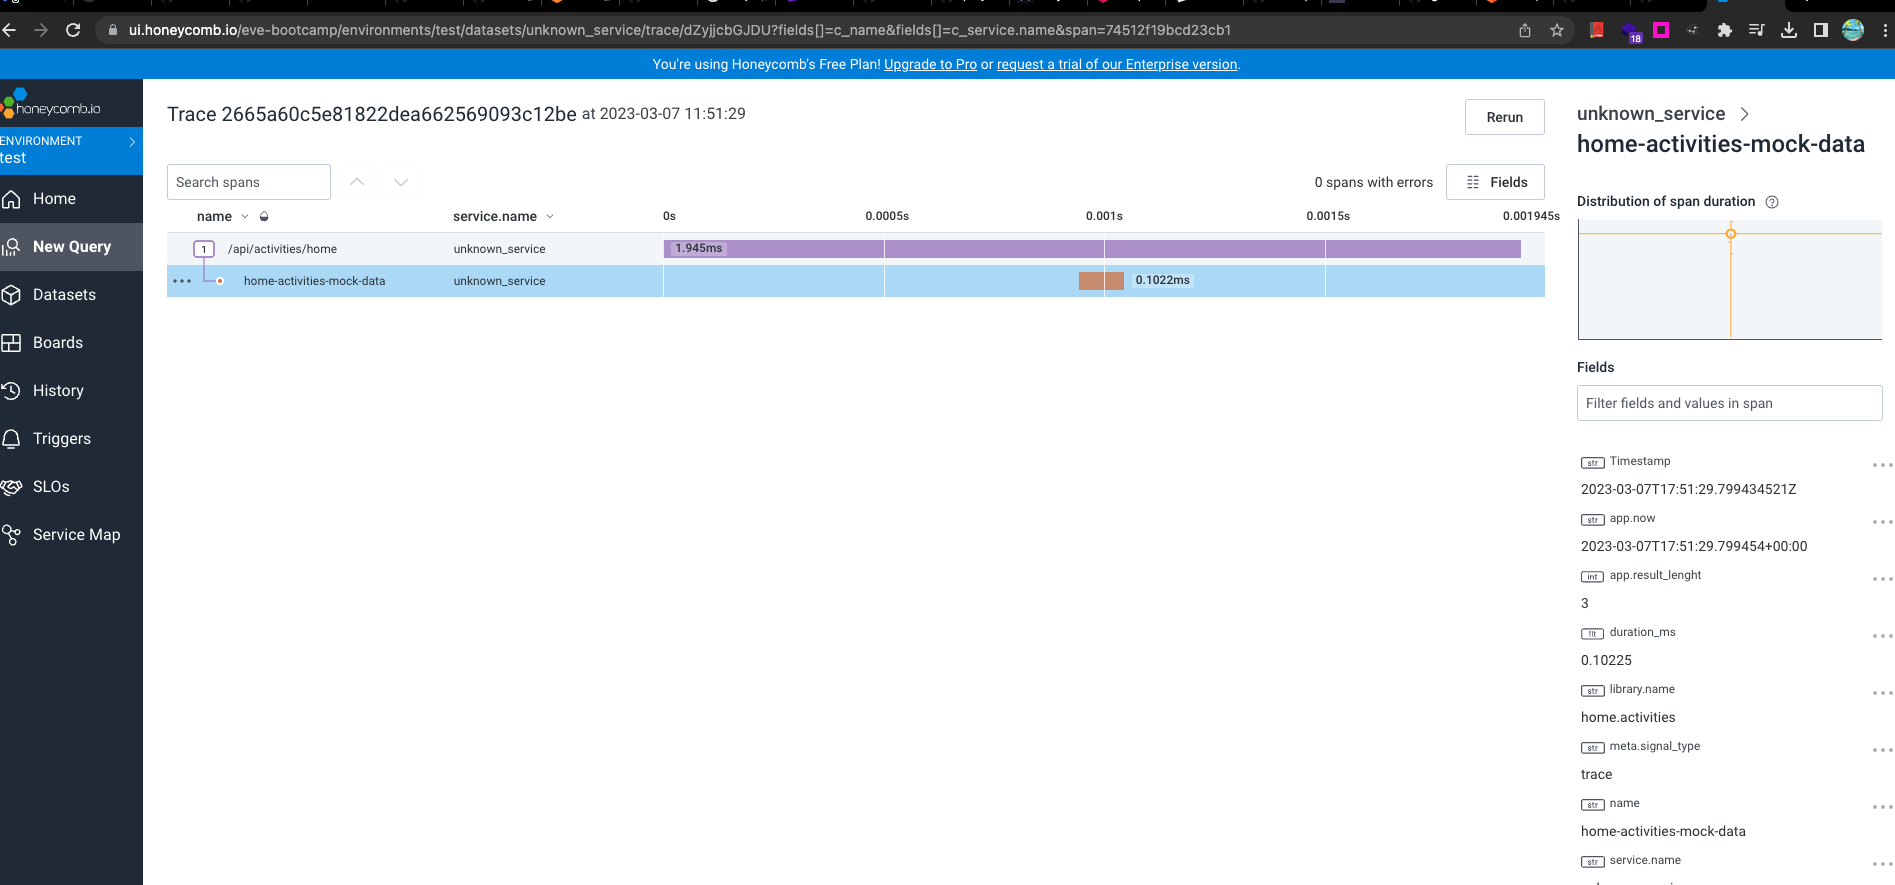 ui.honeycomb.io/eve-bootcamp/environments/test/datasets/unknown_service/trace/dZyjjcbGJDU?fields[]=c_name&fields[]=c_service.name&span=74512f19bcd23cb1
18
You're using Honeycomb's Free Plan! Upgrade to Pro or request a trial of our Enterprise version.
honeycomb.io
ENVIRONMENT
test
Home
New Query
Datasets
Boards
History
Triggers
SLOs
Service Map
Trace 2665a60c5e81822dea662569093c12be at 2023-03-07 11:51:29
Rerun
Search spans
0 spans with errors
Fields
name service.name 0s 0.0005s 0.001s 0.0015s 0.001945s
1 /api/activities/home unknown_service 1.945ms
home-activities-mock-data unknown_service 0.1022ms
unknown_service
home-activities-mock-data
Distribution of span duration
Fields
Filter fields and values in span
str Timestamp
2023-03-07T17:51:29.799434521Z
str app.now
2023-03-07T17:51:29.799454+00:00
int app.result_lenght
3
flt duration_ms
0.10225
str library.name
home.activities
str meta.signal_type
trace
str name
home-activities-mock-data
str service.name